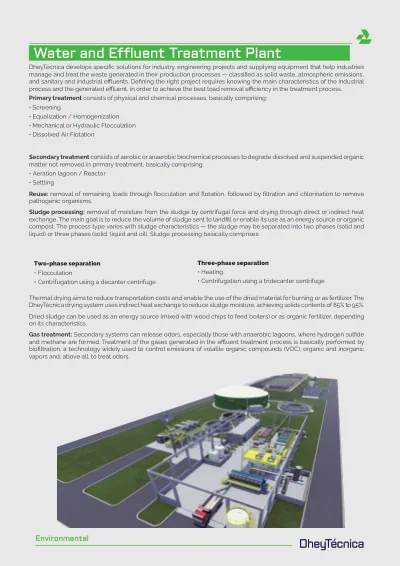 Water and Effluent Treatment Plant
DheyTécnica develops specific solutions for industry, engineering projects and supplying equipment that help industries
manage and treat the waste generated in their production processes — classified as solid waste, atmospheric emissions,
and sanitary and industrial effluents. Defining the right project requires knowing the main characteristics of the industrial
process and the generated effluent, in order to achieve the best load removal efficiency in the treatment process.
Primary treatment consists of physical and chemical processes, basically comprising:
• Screening
• Equalization / Homogenization
• Mechanical or Hydraulic Flocculation
• Dissolved Air Flotation
Secondary treatment consists of aerobic or anaerobic biochemical processes to degrade dissolved and suspended organic
matter not removed in primary treatment, basically comprising:
• Aeration lagoon / Reactor
• Settling
Reuse: removal of remaining loads through flocculation and flotation, followed by filtration and chlorination to remove
pathogenic organisms.
Sludge processing: removal of moisture from the sludge by centrifugal force and drying through direct or indirect heat
exchange. The main goal is to reduce the volume of sludge sent to landfill or enable its use as an energy source or organic
compost. The process type varies with sludge characteristics — the sludge may be separated into two phases (solid and
liquid) or three phases (solid, liquid and oil). Sludge processing basically comprises:
Two-phase separation
• Flocculation
• Centrifugation using a decanter centrifuge
Three-phase separation
• Heating
• Centrifugation using a tridecanter centrifuge
Thermal drying aims to reduce transportation costs and enable the use of the dried material for burning or as fertilizer. The
DheyTécnica drying system uses indirect heat exchange to reduce sludge moisture, achieving solids contents of 85% to 95%.
Dried sludge can be used as an energy source (mixed with wood chips to feed boilers) or as organic fertilizer, depending
on its characteristics.
Gas treatment: Secondary systems can release odors, especially those with anaerobic lagoons, where hydrogen sulfide
and methane are formed. Treatment of the gases generated in the effluent treatment process is basically performed by
biofiltration, a technology widely used to control emissions of volatile organic compounds (VOC), organic and inorganic
vapors and, above all, to treat odors.
Environmental
DheyTécnica